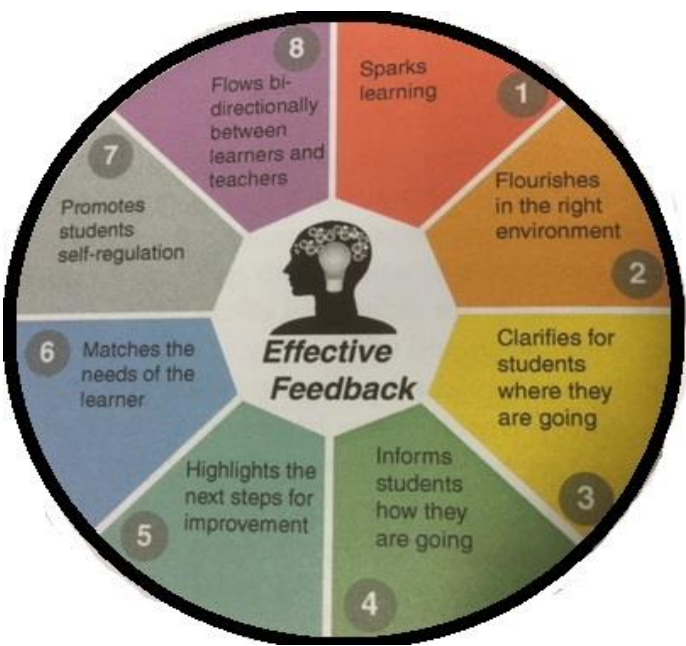 Effective
Feedback
1
Sparks
learning
2
Flourishes
in the right
environment
3
Clarifies for
students
where they
are going
4
Informs
students
how they
are going
5
Highlights the
next steps for
improvement
6
Matches the
needs of the
learner
7
Promotes
students
self-regulation
8
Flows bi-
directionally
between
learners and
teachers